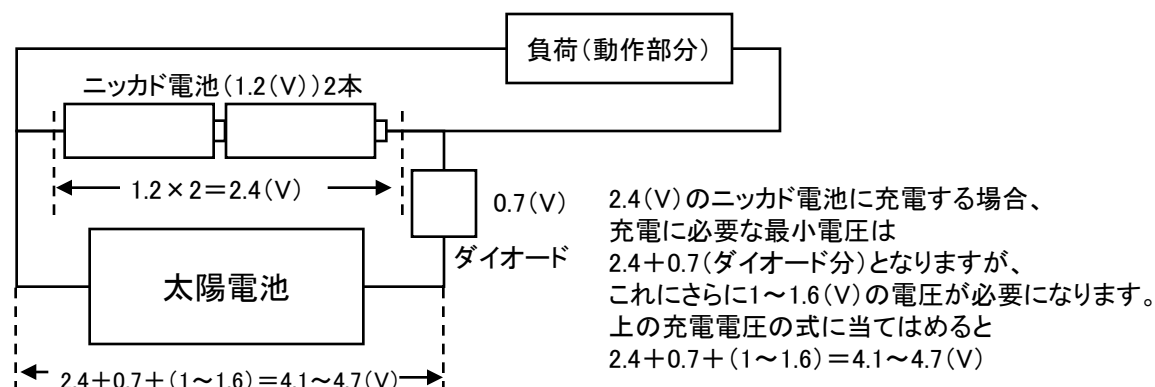 負荷(動作部分)
ニッカド電池(1.2(V))2本
1.2×2=2.4(V)
0.7(V)
ダイオード
太陽電池
2.4+0.7+(1~1.6)=4.1~4.7(V)
2.4(V)のニッカド電池に充電する場合、
充電に必要な最小電圧は
2.4+0.7(ダイオード分)となりますが、
これにさらに1~1.6(V)の電圧が必要になります。
上の充電電圧の式に当てはめると
2.4+0.7+(1~1.6)=4.1~4.7(V)